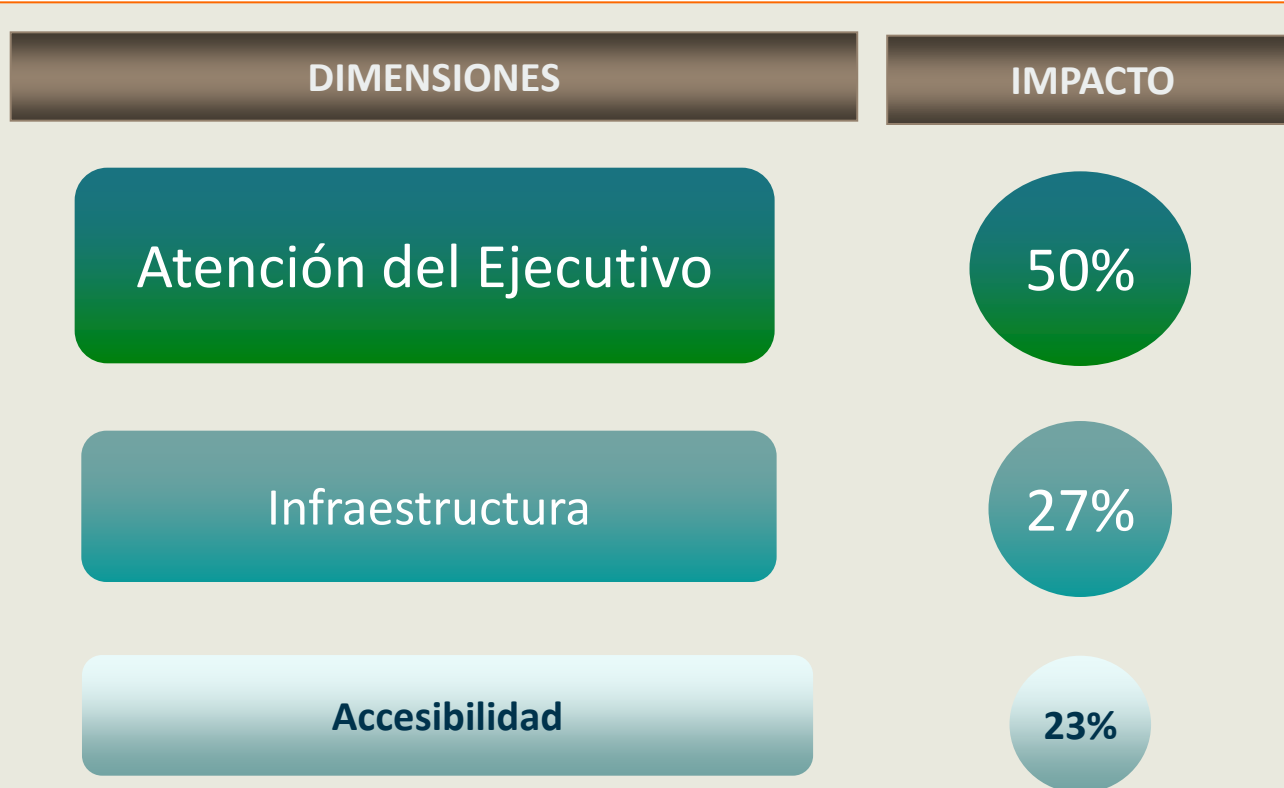 DIMENSIONES
IMPACTO
Atención del Ejecutivo
50%
Infraestructura
27%
Accesibilidad
23%